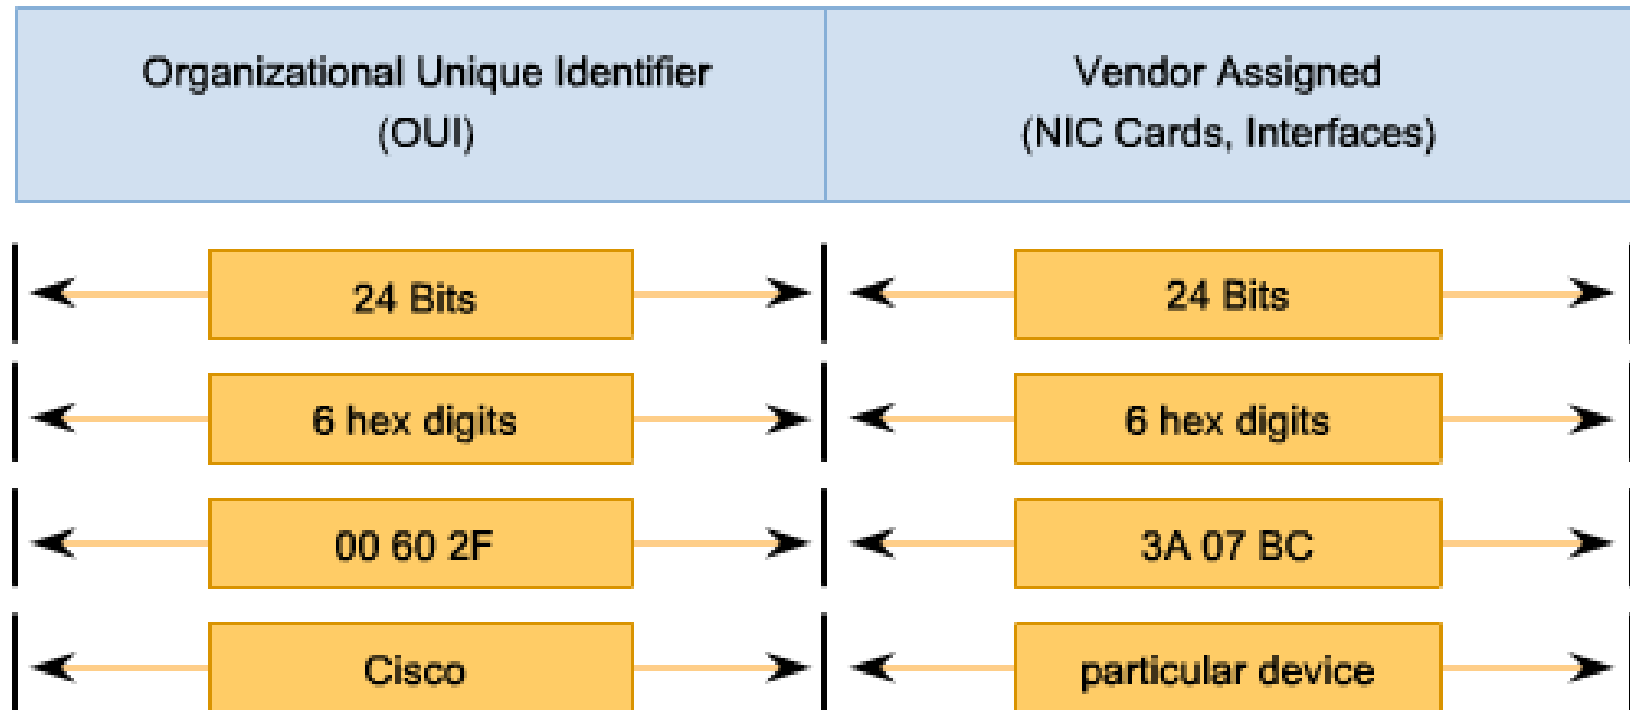 Organizational Unique Identifier
(OUI)
Vendor Assigned
(NIC Cards, Interfaces)
24 Bits
24 Bits
6 hex digits
6 hex digits
00 60 2F
3A 07 BC
Cisco
particular device